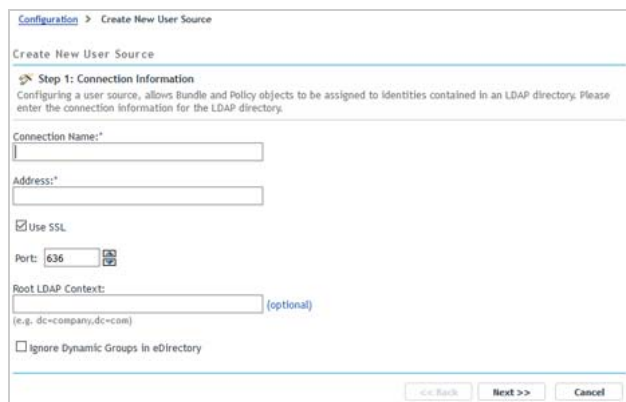 Configuration > Create New User Source
Create New User Source
Step 1: Connection Information
Configuring a user source, allows Bundle and Policy objects to be assigned to identities contained in an LDAP directory. Please
enter the connection information for the LDAP directory.
Connection Name:*
Address:*
Use SSL
Port: 636
Root LDAP Context:
(optional)
(e.g. dc=company,dc=com)
Ignore Dynamic Groups in eDirectory
<< Back Next >> Cancel